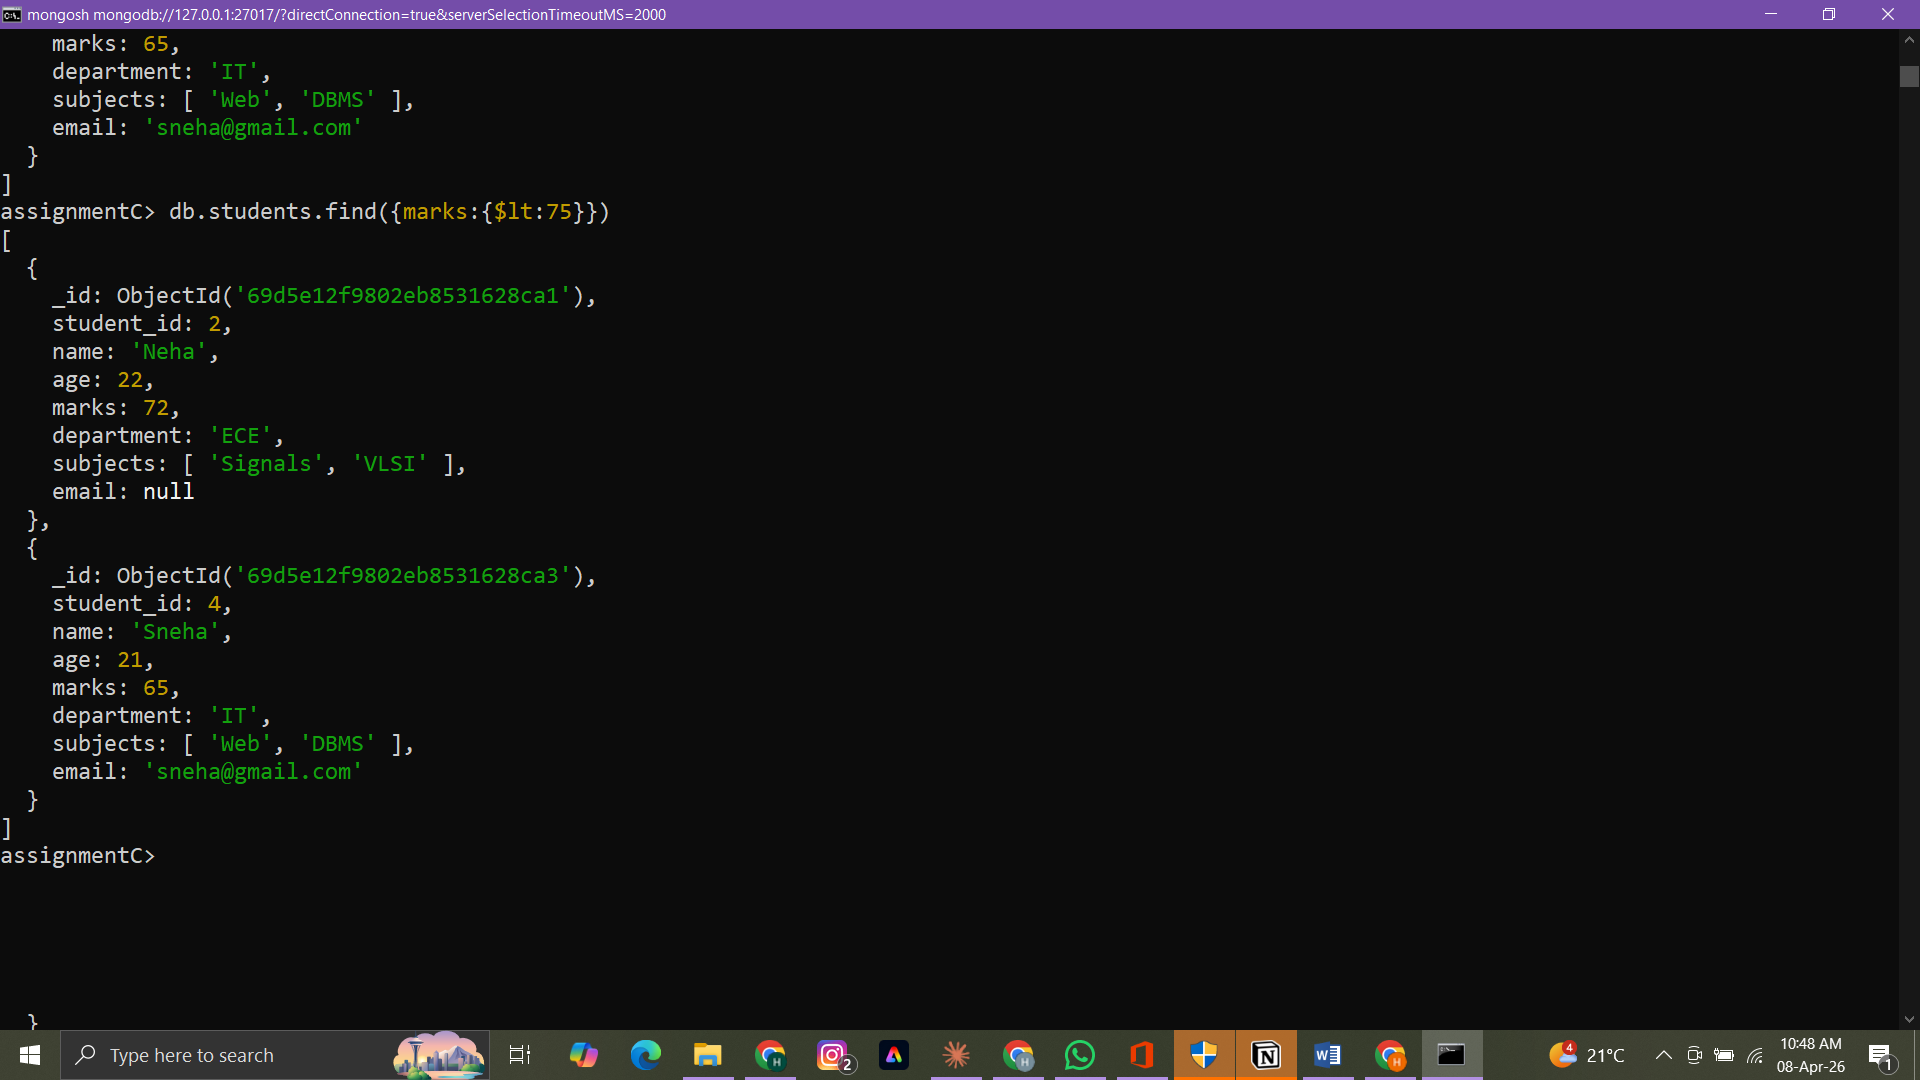 mongosh mongodb://127.0.0.1:27017/?directConnection=true&serverSelectionTimeoutMS=2000
    marks: 65,
    department: 'IT',
    subjects: [ 'Web', 'DBMS' ],
    email: 'sneha@gmail.com'
  }
]
assignmentC> db.students.find({marks:{$lt:75}})
[
  {
    _id: ObjectId('69d5e12f9802eb8531628ca1'),
    student_id: 2,
    name: 'Neha',
    age: 22,
    marks: 72,
    department: 'ECE',
    subjects: [ 'Signals', 'VLSI' ],
    email: null
  },
  {
    _id: ObjectId('69d5e12f9802eb8531628ca3'),
    student_id: 4,
    name: 'Sneha',
    age: 21,
    marks: 65,
    department: 'IT',
    subjects: [ 'Web', 'DBMS' ],
    email: 'sneha@gmail.com'
  }
]
assignmentC>
  }
Type here to search
2
4
21°C
10:48 AM
08-Apr-26
1